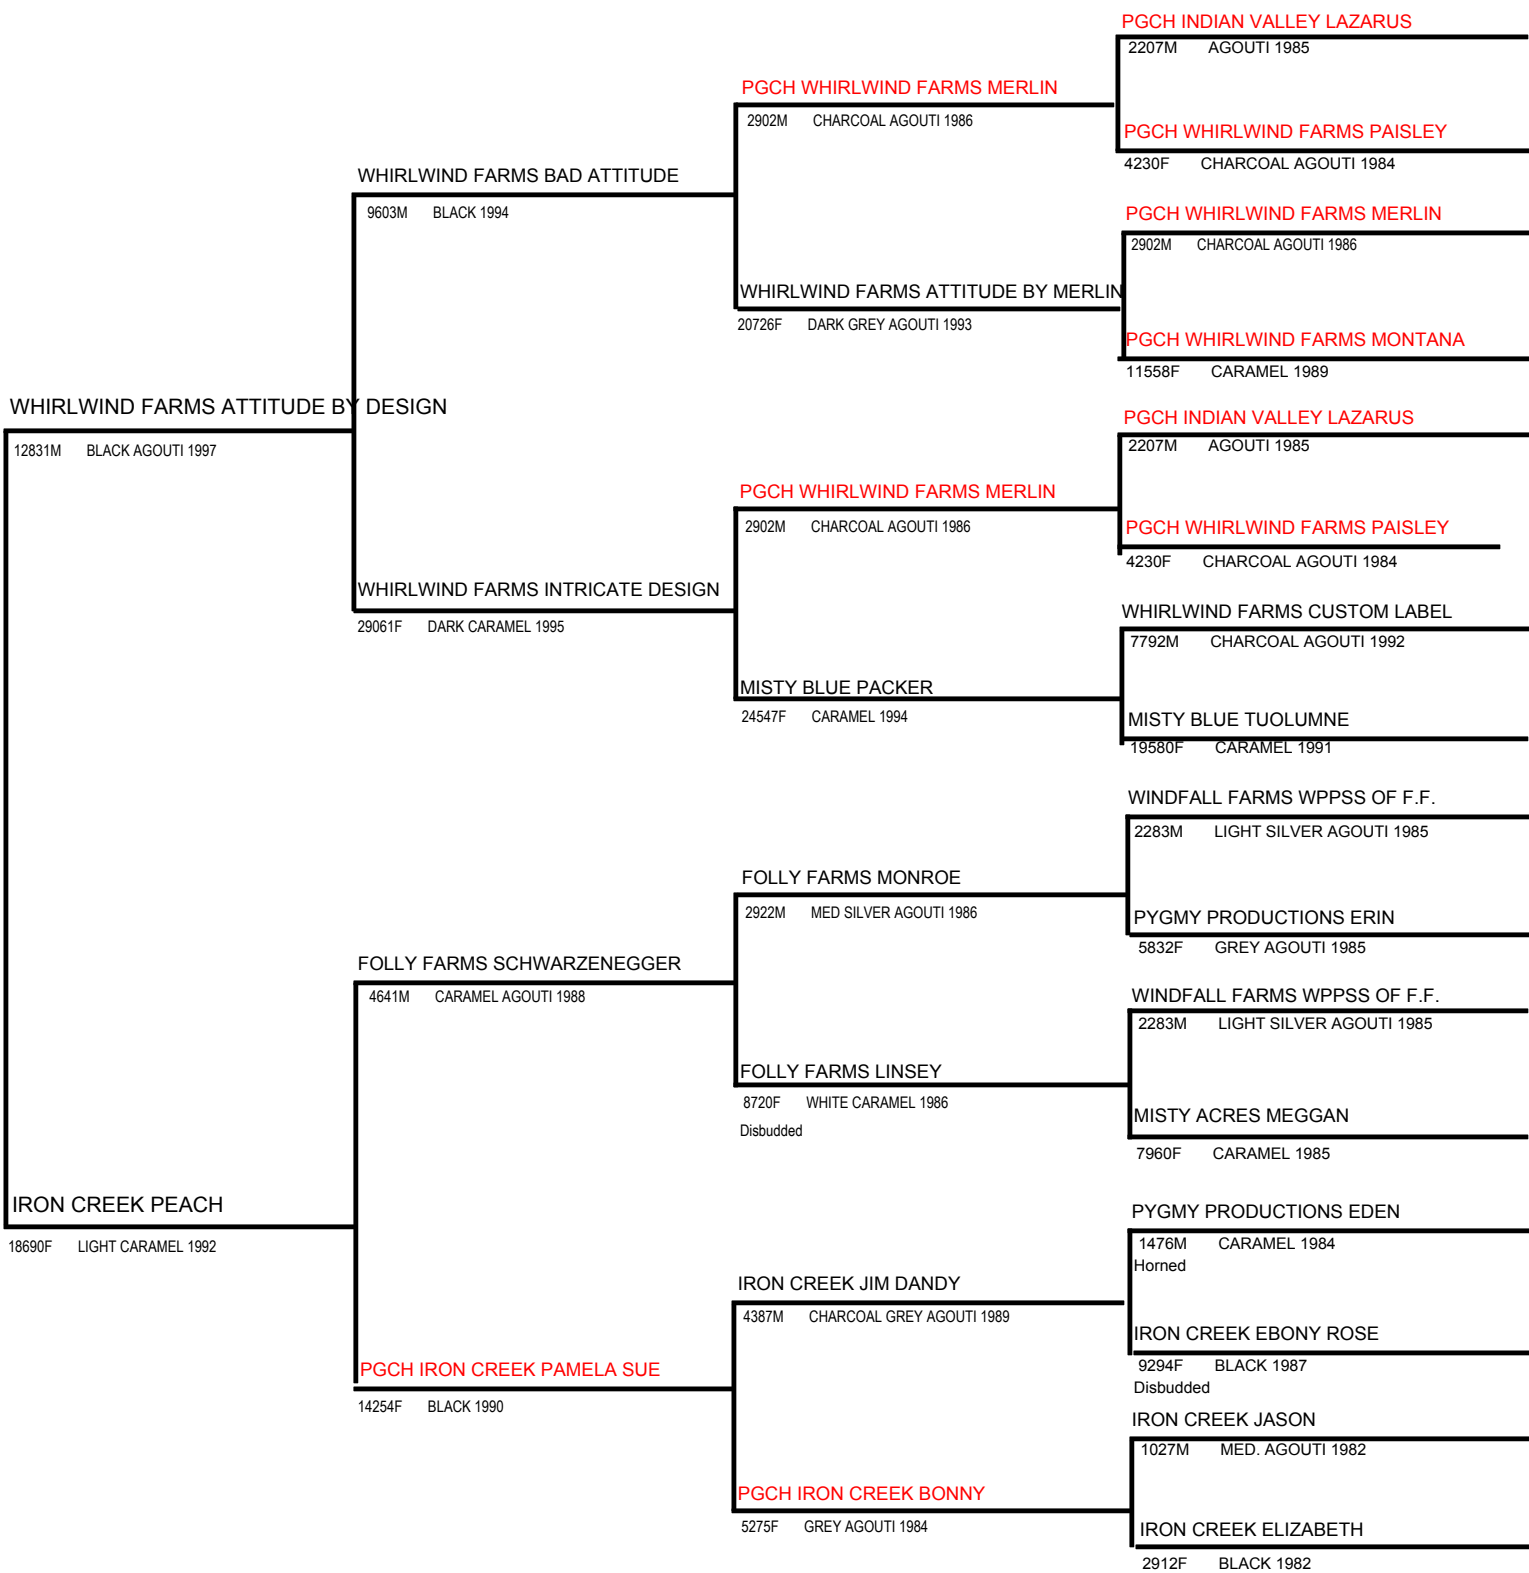 PGCH INDIAN VALLEY LAZARUS
2207M AGOUTI 1985
PGCH WHIRLWIND FARMS MERLIN
2902M CHARCOAL AGOUTI 1986
PGCH WHIRLWIND FARMS PAISLEY
4230F CHARCOAL AGOUTI 1984
WHIRLWIND FARMS BAD ATTITUDE
9603M BLACK 1994
PGCH WHIRLWIND FARMS MERLIN
2902M CHARCOAL AGOUTI 1986
WHIRLWIND FARMS ATTITUDE BY MERLIN
20726F DARK GREY AGOUTI 1993
PGCH WHIRLWIND FARMS MONTANA
11558F CARAMEL 1989
WHIRLWIND FARMS ATTITUDE BY DESIGN
12831M BLACK AGOUTI 1997
PGCH INDIAN VALLEY LAZARUS
2207M AGOUTI 1985
PGCH WHIRLWIND FARMS MERLIN
2902M CHARCOAL AGOUTI 1986
PGCH WHIRLWIND FARMS PAISLEY
4230F CHARCOAL AGOUTI 1984
WHIRLWIND FARMS INTRICATE DESIGN
29061F DARK CARAMEL 1995
WHIRLWIND FARMS CUSTOM LABEL
7792M CHARCOAL AGOUTI 1992
MISTY BLUE PACKER
24547F CARAMEL 1994
MISTY BLUE TUOLUMNE
19580F CARAMEL 1991
WINDFALL FARMS WPPSS OF F.F.
2283M LIGHT SILVER AGOUTI 1985
FOLLY FARMS MONROE
2922M MED SILVER AGOUTI 1986
PYGMY PRODUCTIONS ERIN
5832F GREY AGOUTI 1985
FOLLY FARMS SCHWARZENEGGER
4641M CARAMEL AGOUTI 1988
WINDFALL FARMS WPPSS OF F.F.
2283M LIGHT SILVER AGOUTI 1985
FOLLY FARMS LINSEY
8720F WHITE CARAMEL 1986
Disbudded
MISTY ACRES MEGGAN
7960F CARAMEL 1985
IRON CREEK PEACH
18690F LIGHT CARAMEL 1992
PYGMY PRODUCTIONS EDEN
1476M CARAMEL 1984
Horned
IRON CREEK JIM DANDY
4387M CHARCOAL GREY AGOUTI 1989
IRON CREEK EBONY ROSE
9294F BLACK 1987
Disbudded
PGCH IRON CREEK PAMELA SUE
14254F BLACK 1990
IRON CREEK JASON
1027M MED. AGOUTI 1982
PGCH IRON CREEK BONNY
5275F GREY AGOUTI 1984
IRON CREEK ELIZABETH
2912F BLACK 1982